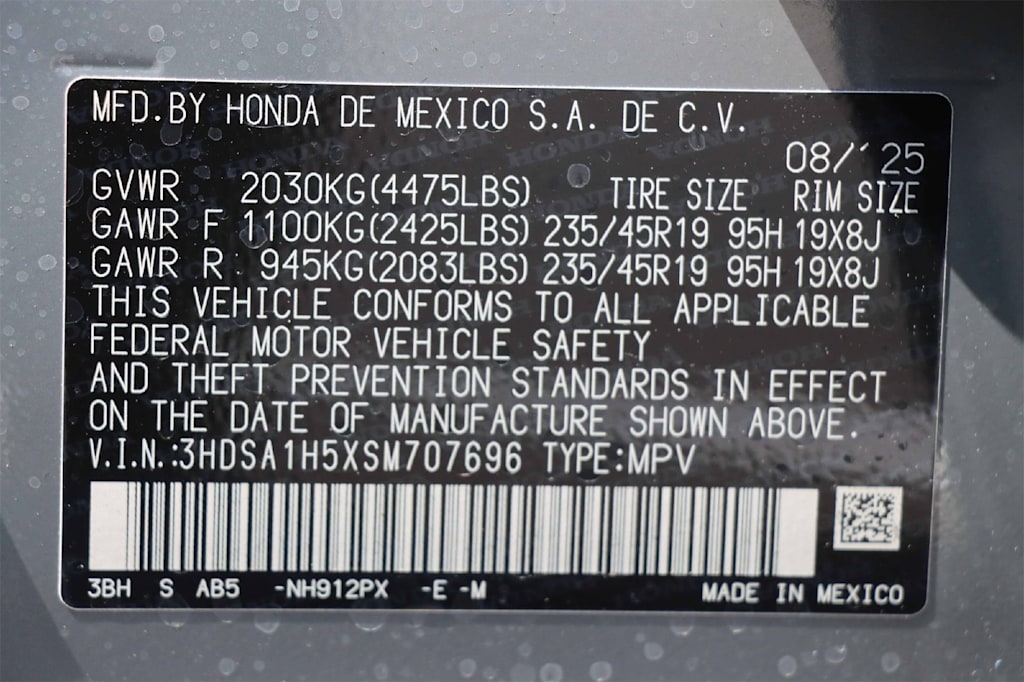 MFD.BY HONDA DE MEXICO S.A. DE C.V.
08/'25
GVWR 2030KG(4475LBS) TIRE SIZE RIM SIZE
GAWR F 1100KG(2425LBS) 235/45R19 95H 19X8J
GAWR R 945KG(2083LBS) 235/45R19 95H 19X8J
THIS VEHICLE CONFORMS TO ALL APPLICABLE
FEDERAL MOTOR VEHICLE SAFETY
AND THEFT PREVENTION STANDARDS IN EFFECT
ON THE DATE OF MANUFACTURE SHOWN ABOVE.
V.I.N.:3HDSA1H5XSM707696 TYPE:MPV
3BH S AB5 -NH912PX -E -M MADE IN MEXICO